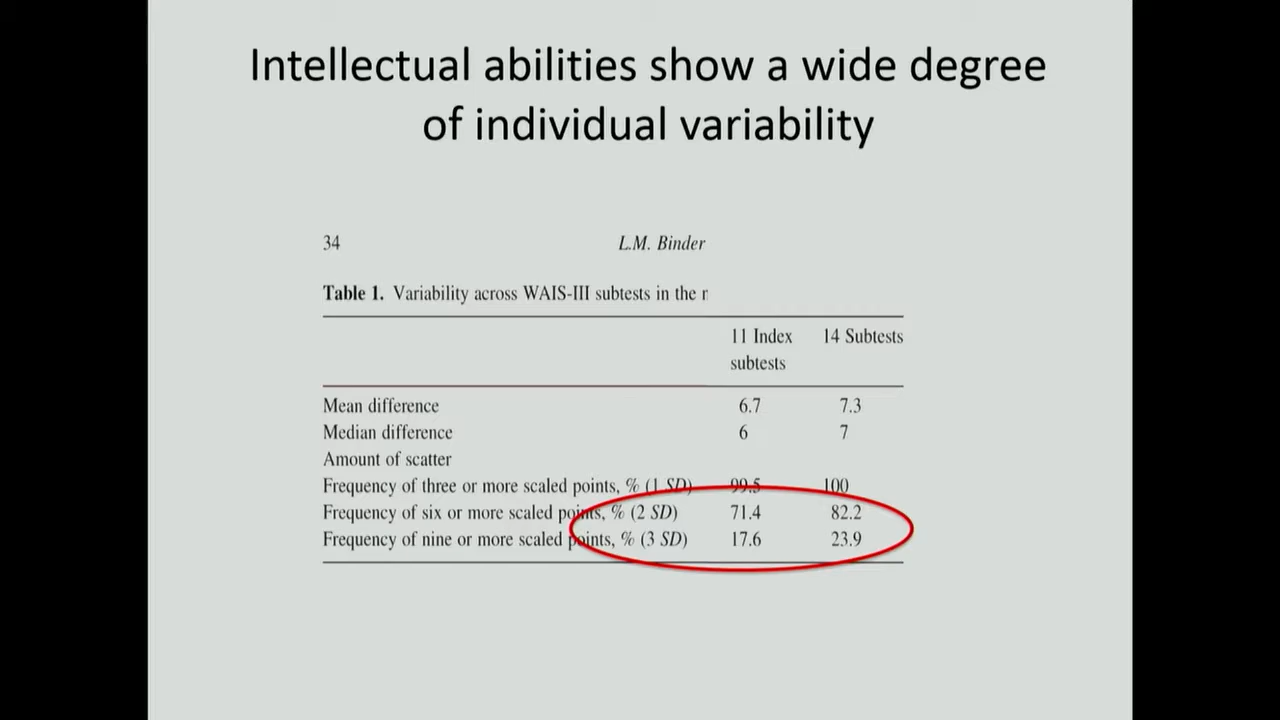 Intellectual abilities show a wide degree
of individual variability
34 L.M. Binder
Table 1. Variability across WAIS-III subtests in the r
11 Index 14 Subtests
subtests
Mean difference 6.7 7.3
Median difference 6 7
Amount of scatter
Frequency of three or more scaled points, % (1 SD) 99.5 100
Frequency of six or more scaled points, % (2 SD) 71.4 82.2
Frequency of nine or more scaled points, % (3 SD) 17.6 23.9